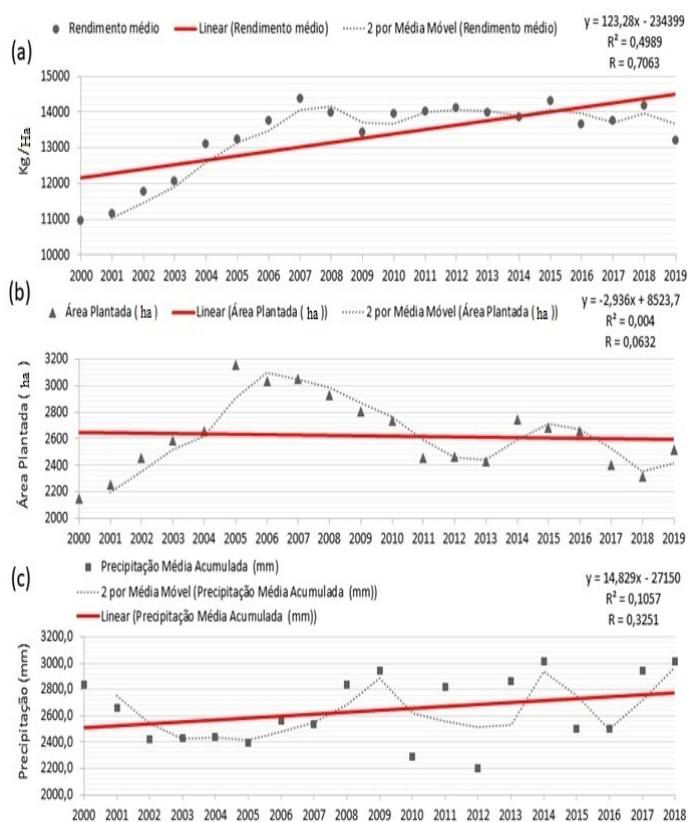 ● Rendimento médio — Linear (Rendimento médio) ······· 2 por Média Móvel (Rendimento médio)
y = 123,28x - 234399
R² = 0,4989
R = 0,7063
(a)
Kg/Ha
15000
14000
13000
12000
11000
10000
2000 2001 2002 2003 2004 2005 2006 2007 2008 2009 2010 2011 2012 2013 2014 2015 2016 2017 2018 2019
(b)
▲ Área Plantada ( ha ) — Linear (Área Plantada ( ha )) ······· 2 por Média Móvel (Área Plantada ( ha ))
y = -2,936x + 8523,7
R² = 0,004
R = 0,0632
Área Plantada ( ha )
3200
3000
2800
2600
2400
2200
2000
2000 2001 2002 2003 2004 2005 2006 2007 2008 2009 2010 2011 2012 2013 2014 2015 2016 2017 2018 2019
(c)
■ Precipitação Média Acumulada (mm)
······· 2 por Média Móvel (Precipitação Média Acumulada (mm))
— Linear (Precipitação Média Acumulada (mm))
y = 14,829x - 27150
R² = 0,1057
R = 0,3251
Precipitação (mm)
3200,0
3000,0
2800,0
2600,0
2400,0
2200,0
2000,0
2000 2001 2002 2003 2004 2005 2006 2007 2008 2009 2010 2011 2012 2013 2014 2015 2016 2017 2018